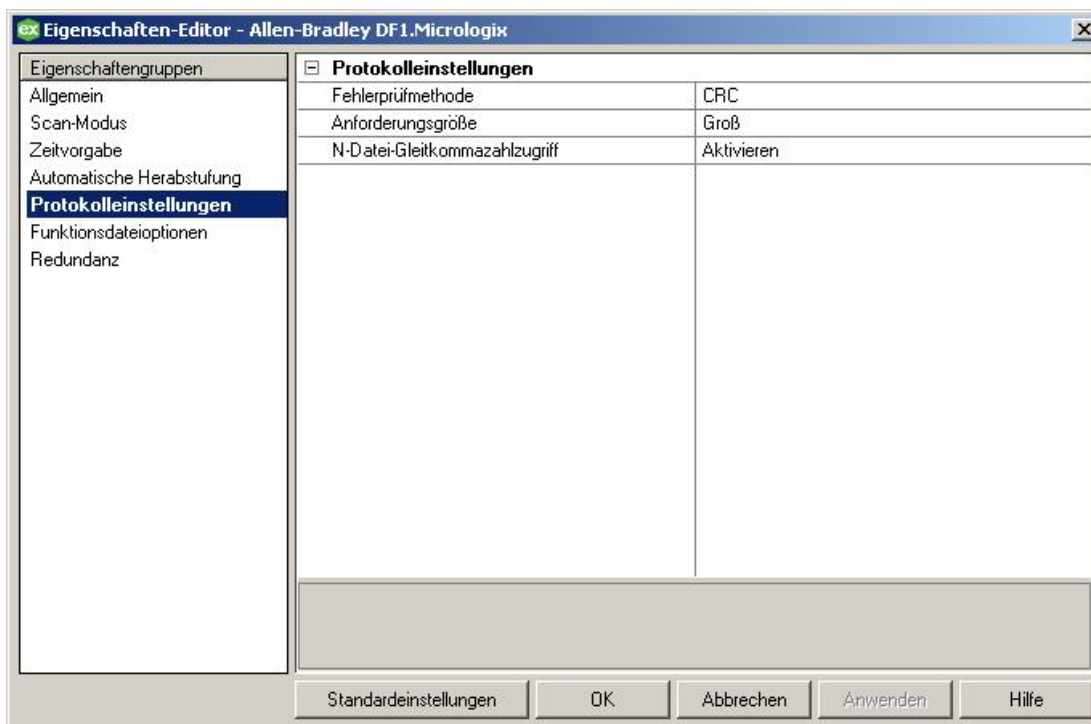 ex Eigenschaften-Editor - Allen-Bradley DF1.Micrologix
Eigenschaftengruppen
Allgemein
Scan-Modus
Zeitvorgabe
Automatische Herabstufung
Protokolleinstellungen
Funktionsdateioptionen
Redundanz
Protokolleinstellungen
Fehlerprüfmethode CRC
Anforderungsgröße Groß
N-Datei-Gleitkommazahlzugriff Aktivieren
Standardeinstellungen OK Abbrechen Anwenden Hilfe